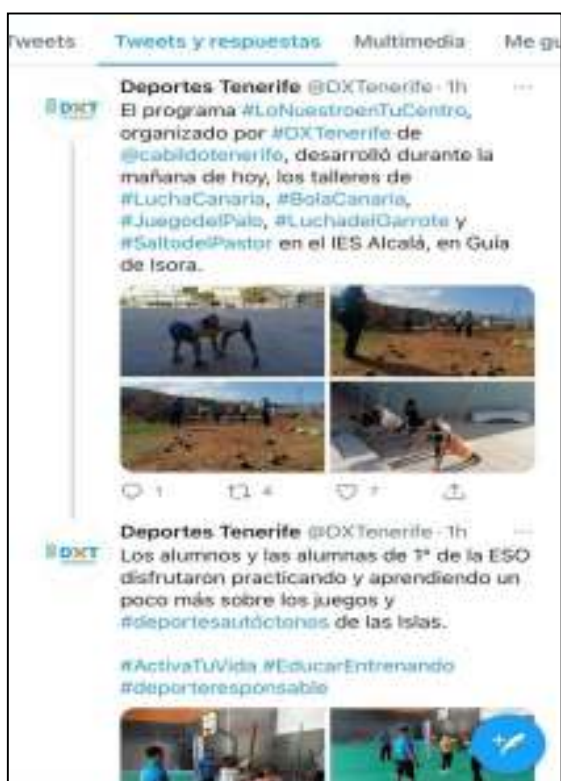 Tweets Tweets y respuestas Multimedia Me gu
Deportes Tenerife @DXTenerife · 1h
DXT
El programa #LoNuestroenTuCentro,
organizado por #DXTenerife de
@cabildotenerife, desarrolló durante la
mañana de hoy, los talleres de
#LuchaCanaria, #BolaCanaria,
#JuegodelPalo, #LuchadelGarrote y
#SaltodelPastor en el IES Alcalá, en Guía
de Isora.
1 4 7
Deportes Tenerife @DXTenerife · 1h
DXT
Los alumnos y las alumnas de 1ª de la ESO
disfrutaron practicando y aprendiendo un
poco más sobre los juegos y
#deportesautóctonos de las Islas.
#ActivaTuVida #EducarEntrenando
#deporteresponsable